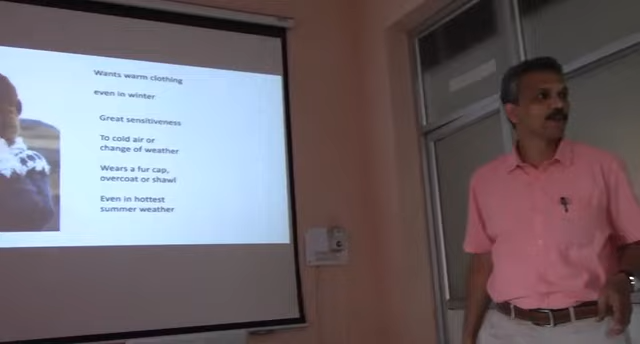 Wants warm clothing
even in winter
Great sensitiveness
To cold air or
change of weather
Wears a fur cap,
overcoat or shawl
Even in hottest
summer weather